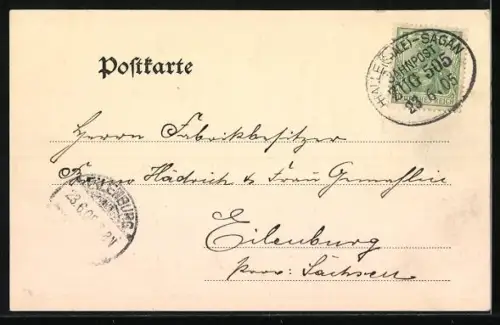 Postkarte
HALLE (SAALE)-SAGAN
BAHNPOST
ZUG 505
23 6 05
Herrn Fabrikbesitzer
Bruno Hädrich & Frau Gemahlin
Eilenburg
Prov: Sachsen
EILENBURG
23.6.05